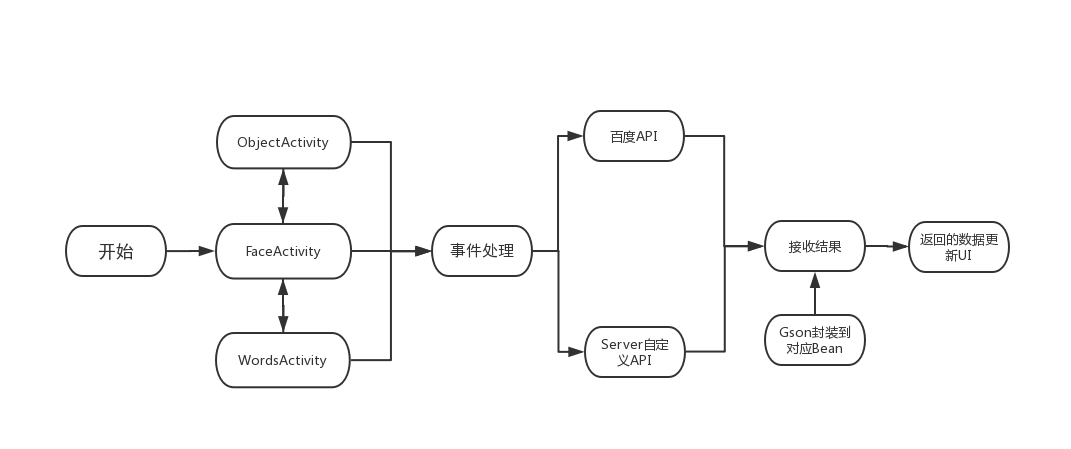 开始
ObjectActivity
FaceActivity
WordsActivity
事件处理
百度API
Server自定
义API
接收结果
Gson封装到
对应Bean
返回的数据更
新UI